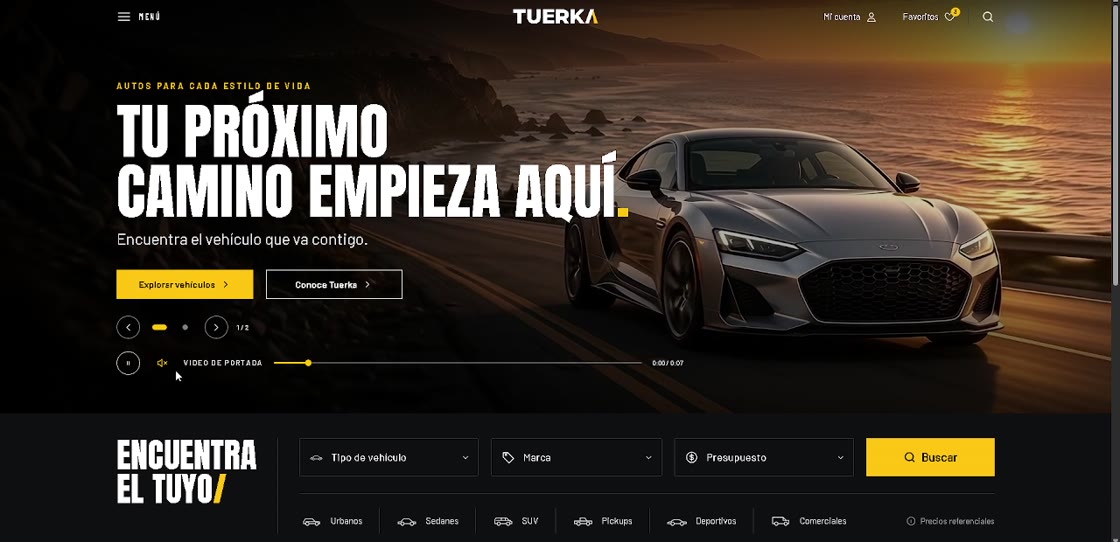 MENÚ
TUERKA
Mi cuenta
Favoritos
2
AUTOS PARA CADA ESTILO DE VIDA
TU PRÓXIMO
CAMINO EMPIEZA AQUÍ.
Encuentra el vehículo que va contigo.
Explorar vehículos
Conoce Tuerka
1/2
VIDEO DE PORTADA
0:00 / 0:07
ENCUENTRA
EL TUYO/
Tipo de vehículo
Marca
Presupuesto
Buscar
Urbanos
Sedanes
SUV
Pickups
Deportivos
Comerciales
Precios referenciales